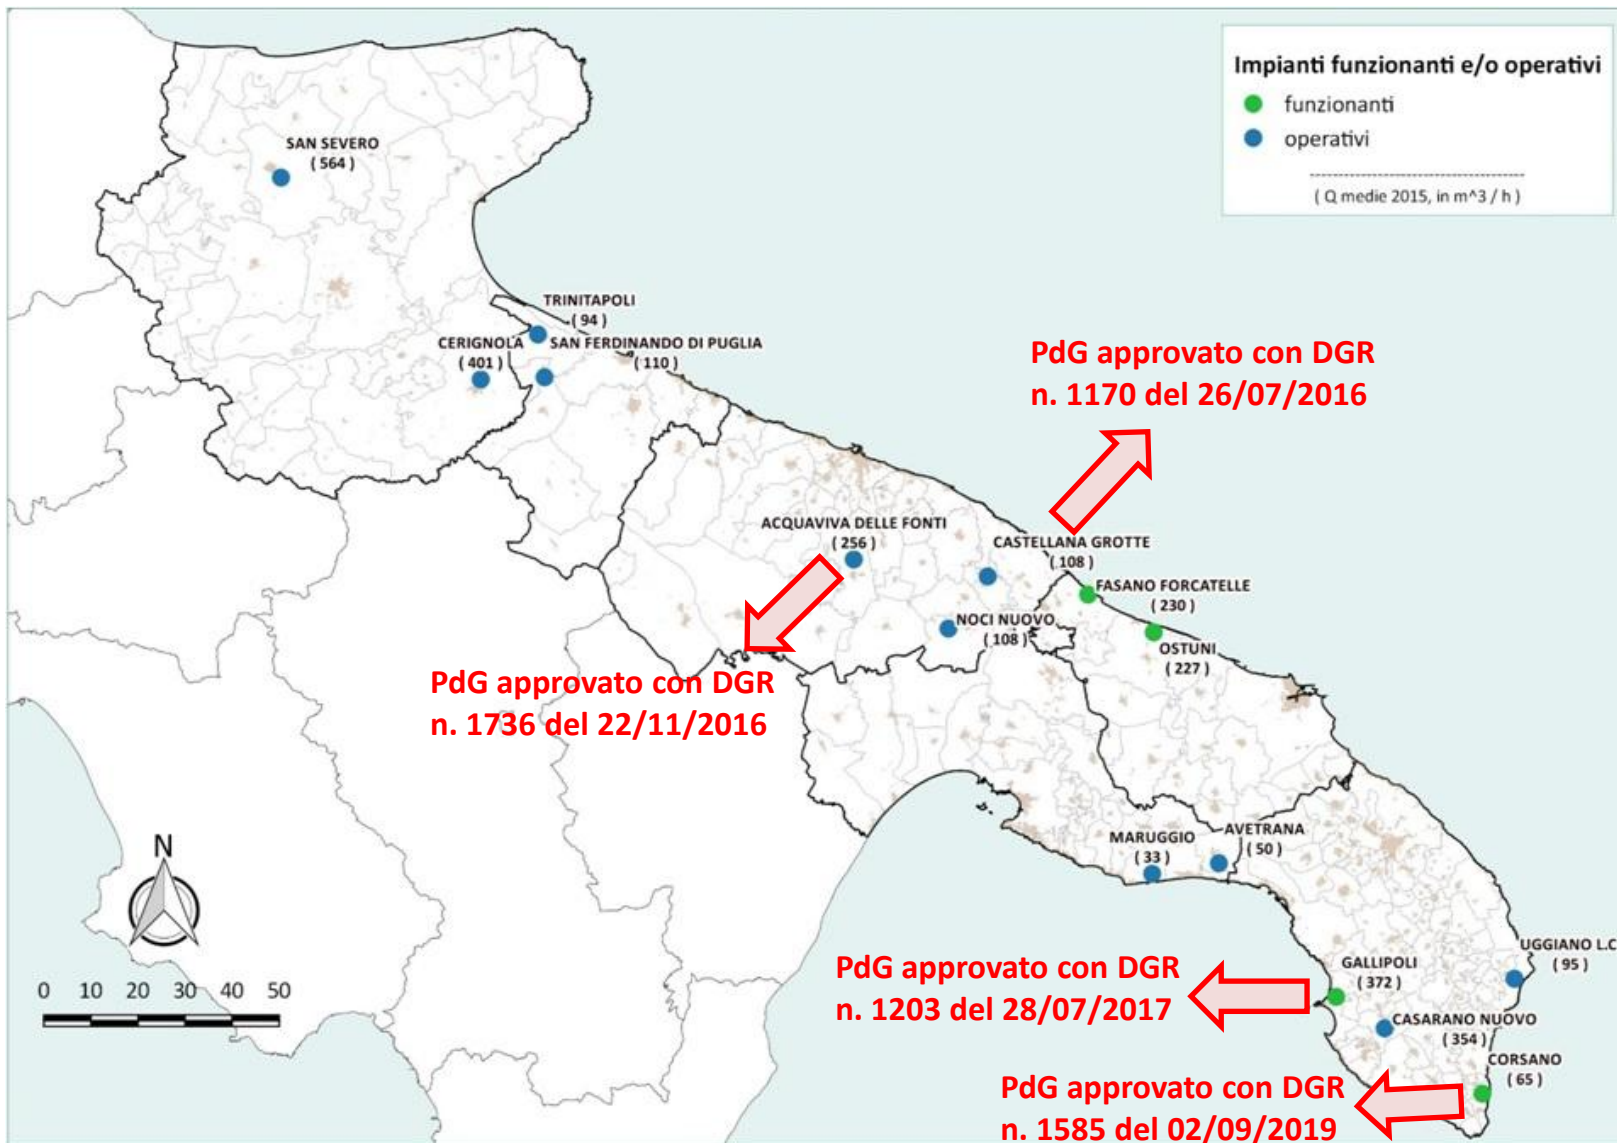 Impianti funzionanti e/o operativi
funzionanti
operativi
( Q medie 2015, in m^3 / h )
SAN SEVERO
( 564 )
TRINITAPOLI
( 94 )
CERIGNOLA
( 401 )
SAN FERDINANDO DI PUGLIA
( 110 )
PdG approvato con DGR
n. 1170 del 26/07/2016
ACQUAVIVA DELLE FONTI
( 256 )
CASTELLANA GROTTE
( 108 )
FASANO FORCATELLE
( 230 )
NOCI NUOVO
( 108 )
OSTUNI
( 227 )
PdG approvato con DGR
n. 1736 del 22/11/2016
MARUGGIO
( 33 )
AVETRANA
( 50 )
N
0 10 20 30 40 50
PdG approvato con DGR
n. 1203 del 28/07/2017
GALLIPOLI
( 372 )
UGGIANO L.C
( 95 )
CASARANO NUOVO
( 354 )
CORSANO
( 65 )
PdG approvato con DGR
n. 1585 del 02/09/2019